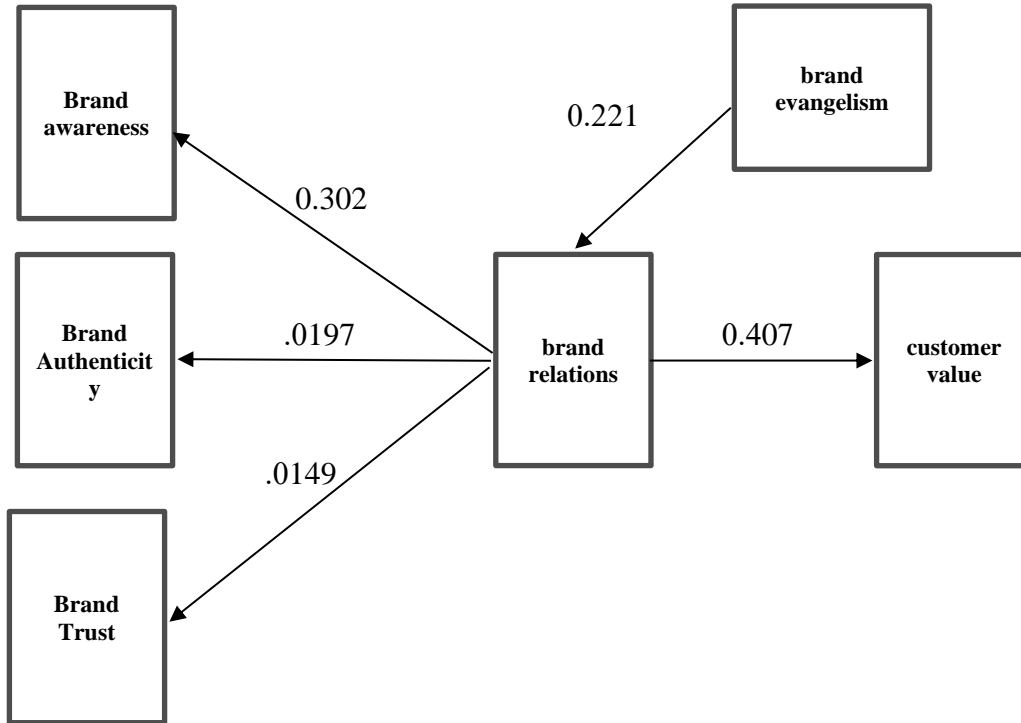 Brand
awareness
brand
evangelism
0.221
0.302
Brand
Authenticit
y
.0197
brand
relations
0.407
customer
value
.0149
Brand
Trust